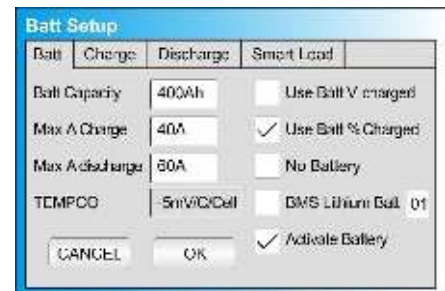 Batt Setup
Batt Charge Discharge Smart Load
Batt Capacity 400Ah Use Batt V charged
Max A Charge 40A Use Batt % Charged
Max A discharge 60A No Battery
TEMPCO -5mV/C/Cell BMS Lithium Batt 01
Activate Battery
CANCEL OK